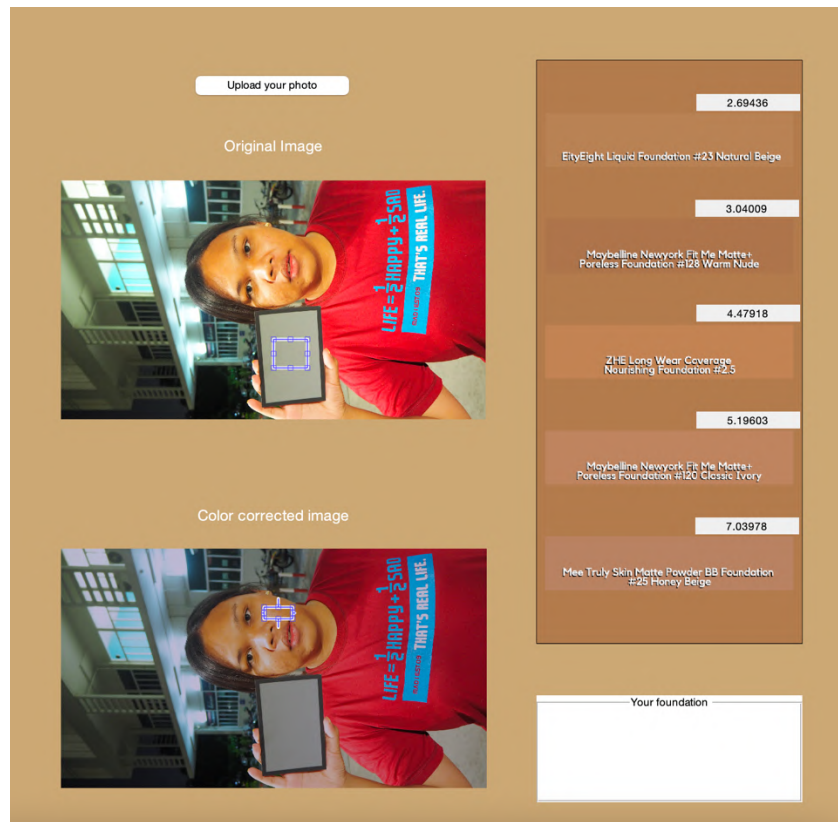 Upload your photo
Original Image
LIFE = 1/2 HAPPY + 1/2 SAD
THAT'S REAL LIFE.
Color corrected image
LIFE = 1/2 HAPPY + 1/2 SAD
THAT'S REAL LIFE.
2.69436
EityEight Liquid Foundation #23 Natural Beige
3.04009
Maybelline Newyork Fit Me Matte+
Poreless Foundation #128 Warm Nude
4.47918
ZHE Long Wear Coverage
Nourishing Foundation #2.5
5.19603
Maybelline Newyork Fit Me Matte+
Poreless Foundation #120 Classic Ivory
7.03978
Mee Truly Skin Matte Powder BB Foundation
#25 Honey Beige
Your foundation